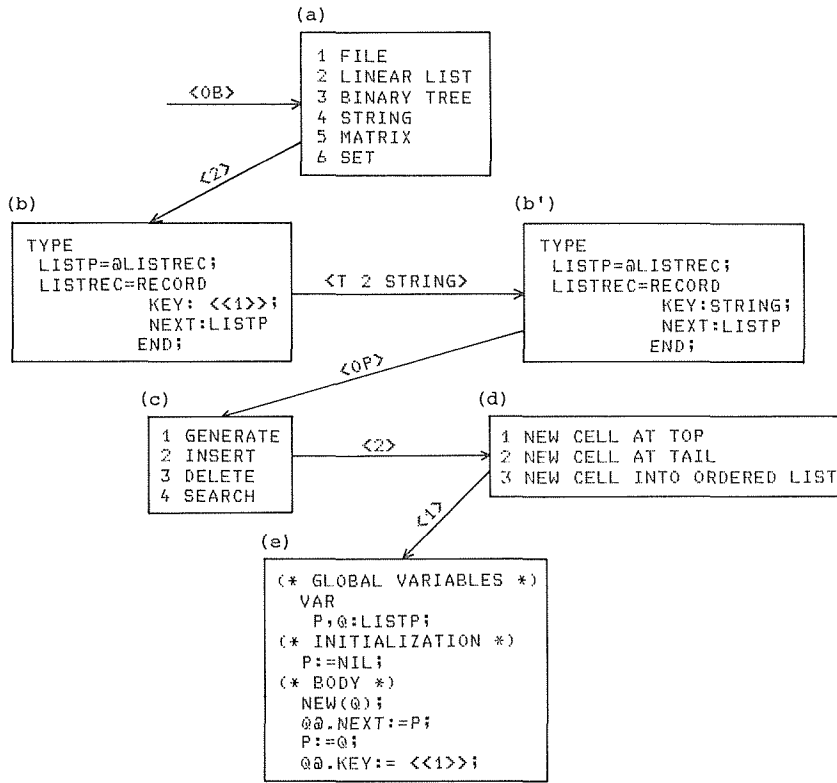 (a)
1 FILE
2 LINEAR LIST
3 BINARY TREE
4 STRING
5 MATRIX
6 SET
<OB>
<2>
(b)
TYPE
LISTP=@LISTREC;
LISTREC=RECORD
KEY: <<1>>;
NEXT:LISTP
END;
<T 2 STRING>
(b')
TYPE
LISTP=@LISTREC;
LISTREC=RECORD
KEY:STRING;
NEXT:LISTP
END;
<OP>
(c)
1 GENERATE
2 INSERT
3 DELETE
4 SEARCH
<2>
(d)
1 NEW CELL AT TOP
2 NEW CELL AT TAIL
3 NEW CELL INTO ORDERED LIST
<1>
(e)
(* GLOBAL VARIABLES *)
VAR
P,Q:LISTP;
(* INITIALIZATION *)
P:=NIL;
(* BODY *)
NEW(Q);
Q@.NEXT:=P;
P:=Q;
Q@.KEY:= <<1>>;